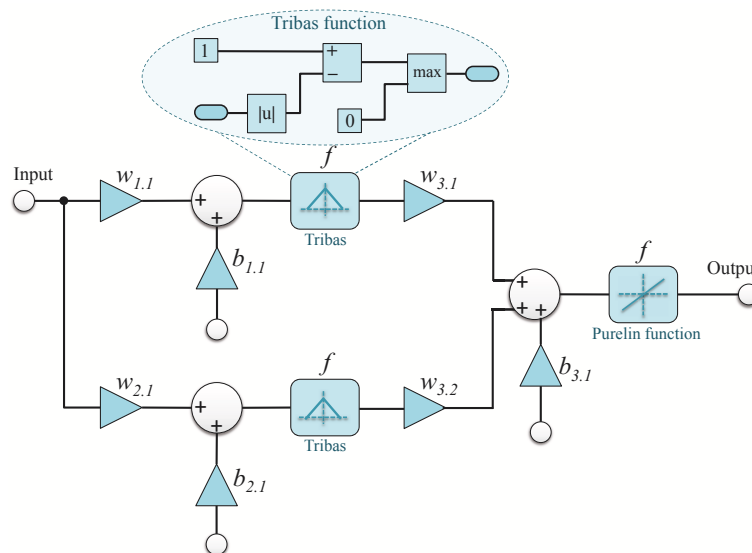 Tribas function
1
+
−
|u|
max
0
Input
w1.1
f
w3.1
+
+
Tribas
b1.1
f
Output
+
+
+
Purelin function
w2.1
f
w3.2
b3.1
+
+
Tribas
b2.1